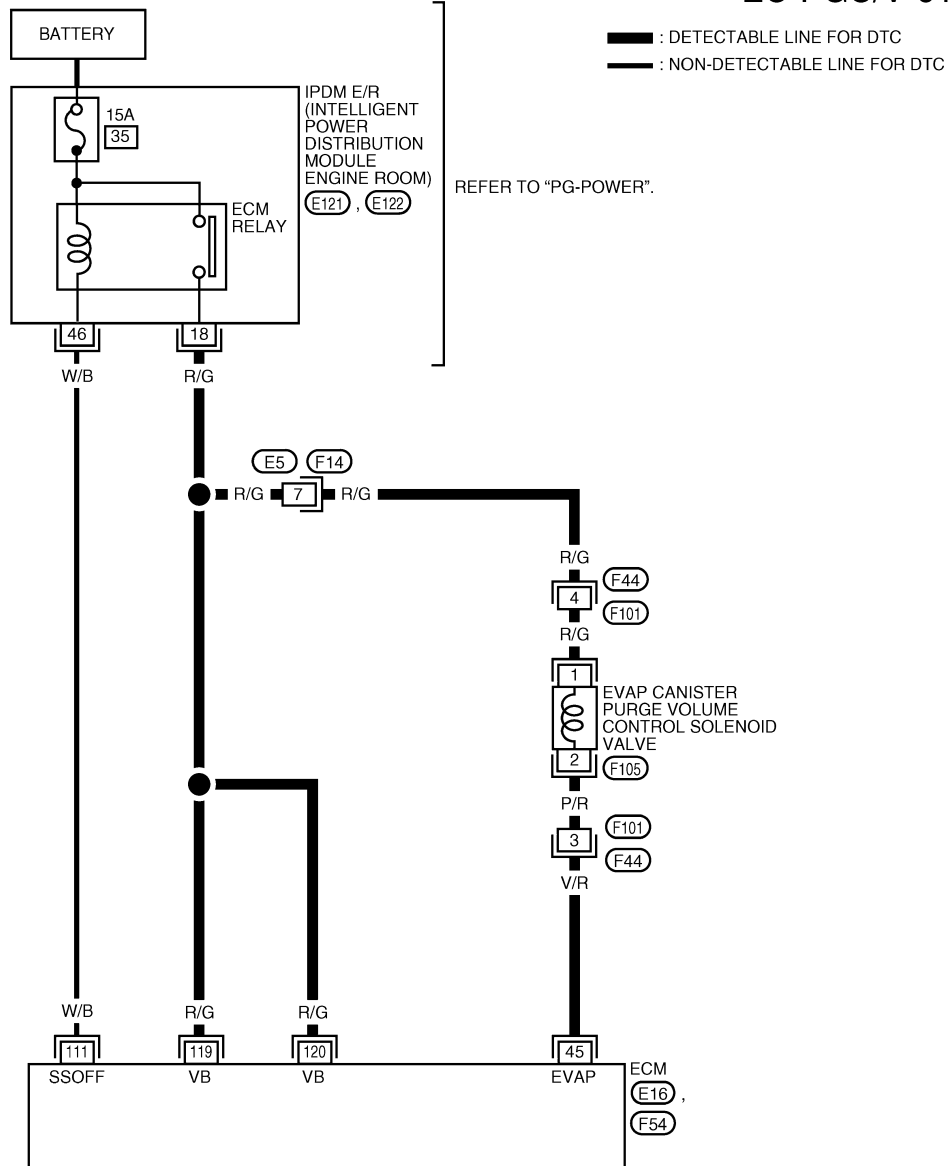 BATTERY
: DETECTABLE LINE FOR DTC
: NON-DETECTABLE LINE FOR DTC
15A
35
IPDM E/R
(INTELLIGENT
POWER
DISTRIBUTION
MODULE
ENGINE ROOM)
E121 , E122
REFER TO “PG-POWER”.
ECM
RELAY
46
18
W/B
R/G
E5
F14
R/G
7
R/G
R/G
4
F44
F101
R/G
1
EVAP CANISTER
PURGE VOLUME
CONTROL SOLENOID
VALVE
2
F105
P/R
3
F101
F44
V/R
W/B
R/G
R/G
111
119
120
45
SSOFF
VB
VB
EVAP
ECM
E16 ,
F54